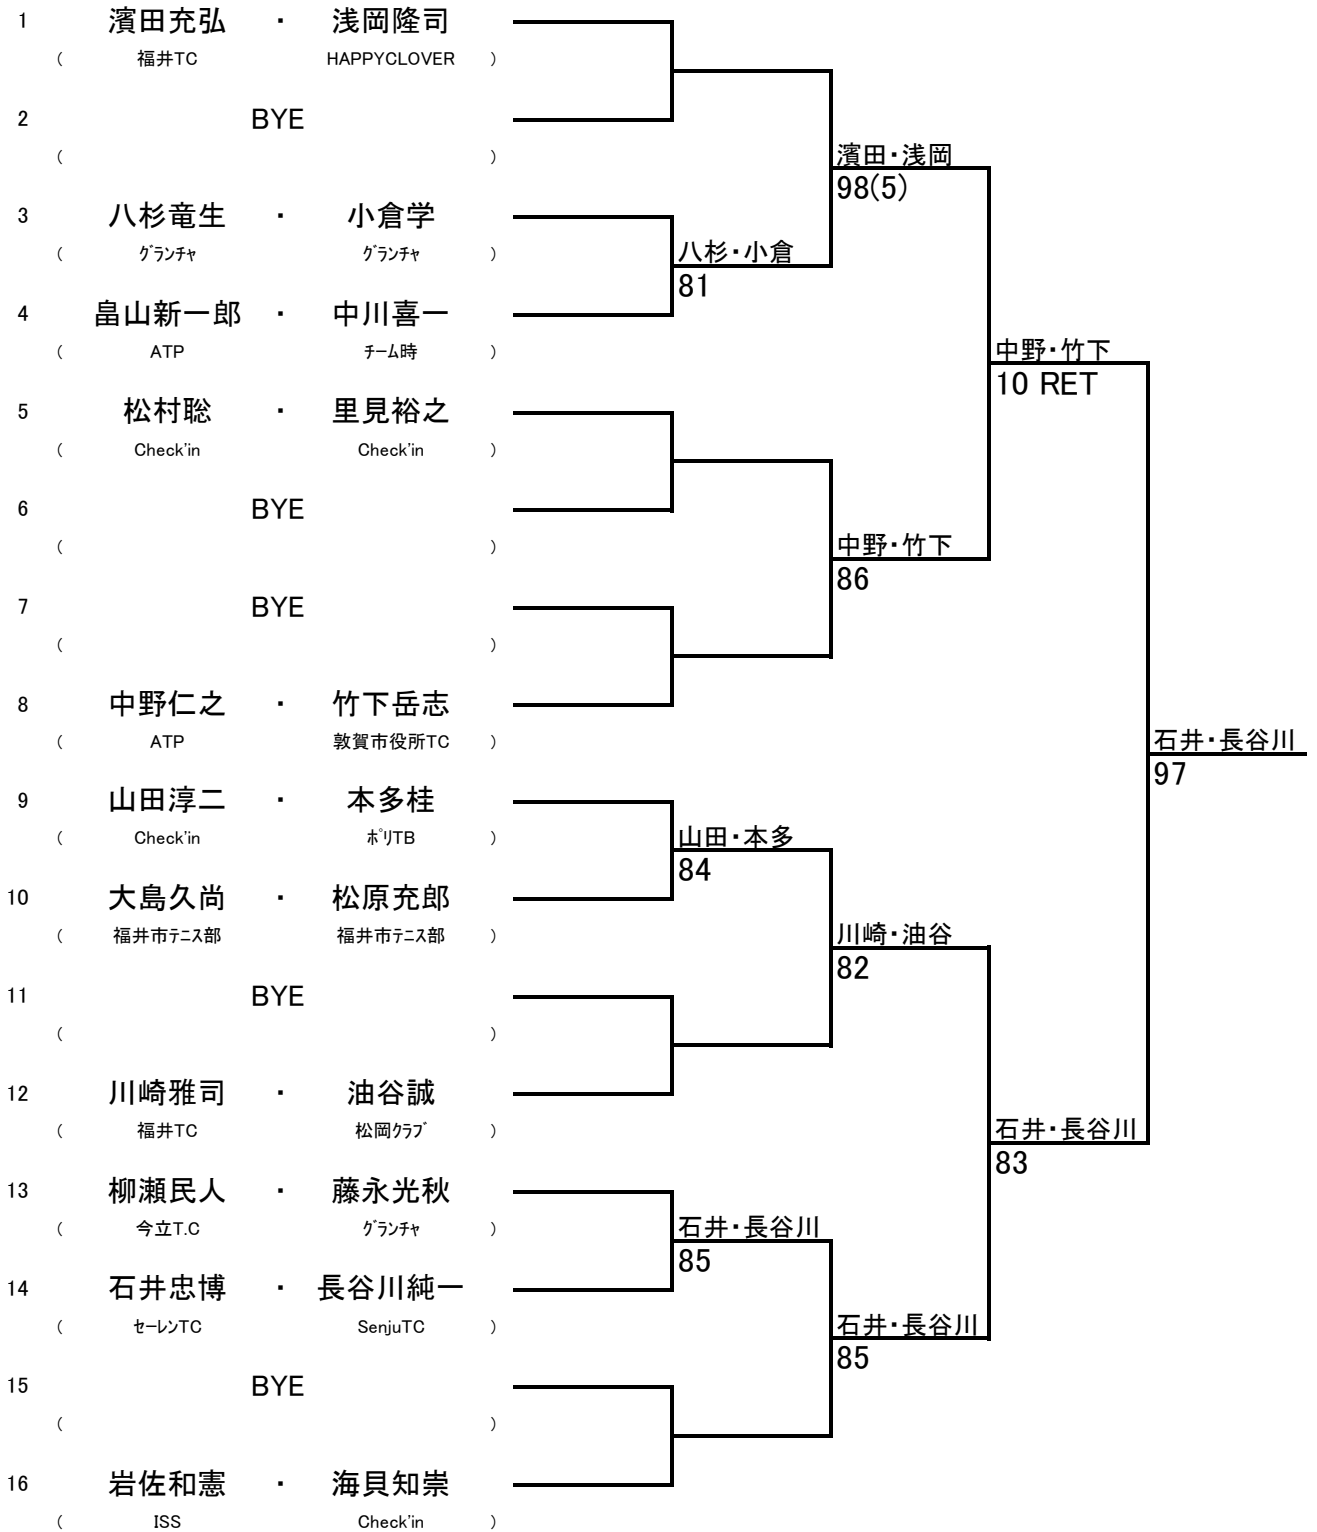 1 濱田充弘 ・ 浅岡隆司
( 福井TC HAPPYCLOVER )
2 BYE
( )
濱田・浅岡
98(5)
3 八杉竜生 ・ 小倉学
( グランチャ グランチャ )
八杉・小倉
81
4 畠山新一郎 ・ 中川喜一
( ATP チーム時 )
中野・竹下
10 RET
5 松村聡 ・ 里見裕之
( Check'in Check'in )
6 BYE
( )
中野・竹下
86
7 BYE
( )
8 中野仁之 ・ 竹下岳志
( ATP 敦賀市役所TC )
石井・長谷川
97
9 山田淳二 ・ 本多桂
( Check'in ポリTB )
山田・本多
84
10 大島久尚 ・ 松原充郎
( 福井市テニス部 福井市テニス部 )
川崎・油谷
82
11 BYE
( )
12 川崎雅司 ・ 油谷誠
( 福井TC 松岡クラブ )
石井・長谷川
83
13 柳瀬民人 ・ 藤永光秋
( 今立T.C グランチャ )
石井・長谷川
85
14 石井忠博 ・ 長谷川純一
( セーレンTC SenjuTC )
石井・長谷川
85
15 BYE
( )
16 岩佐和憲 ・ 海貝知崇
( ISS Check'in )